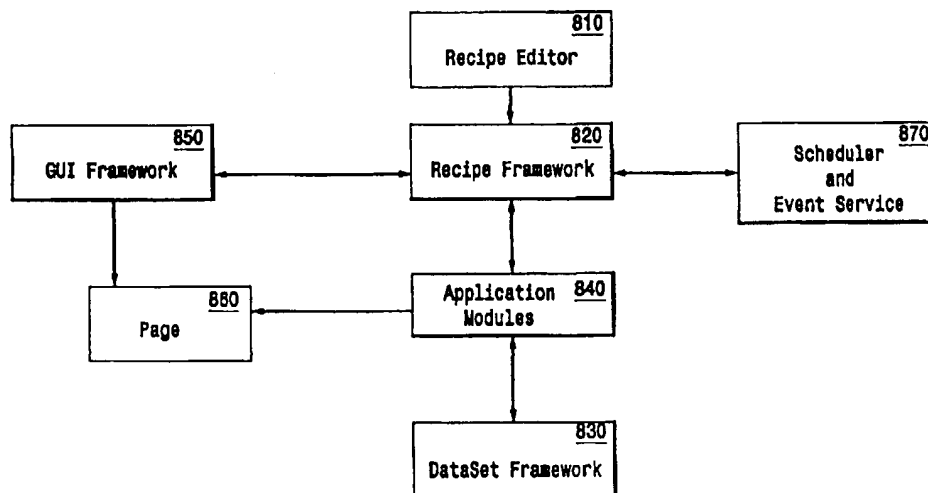 810
Recipe Editor
850
GUI Framework
820
Recipe Framework
870
Scheduler
and
Event Service
860
Page
840
Application
Modules
830
DataSet Framework